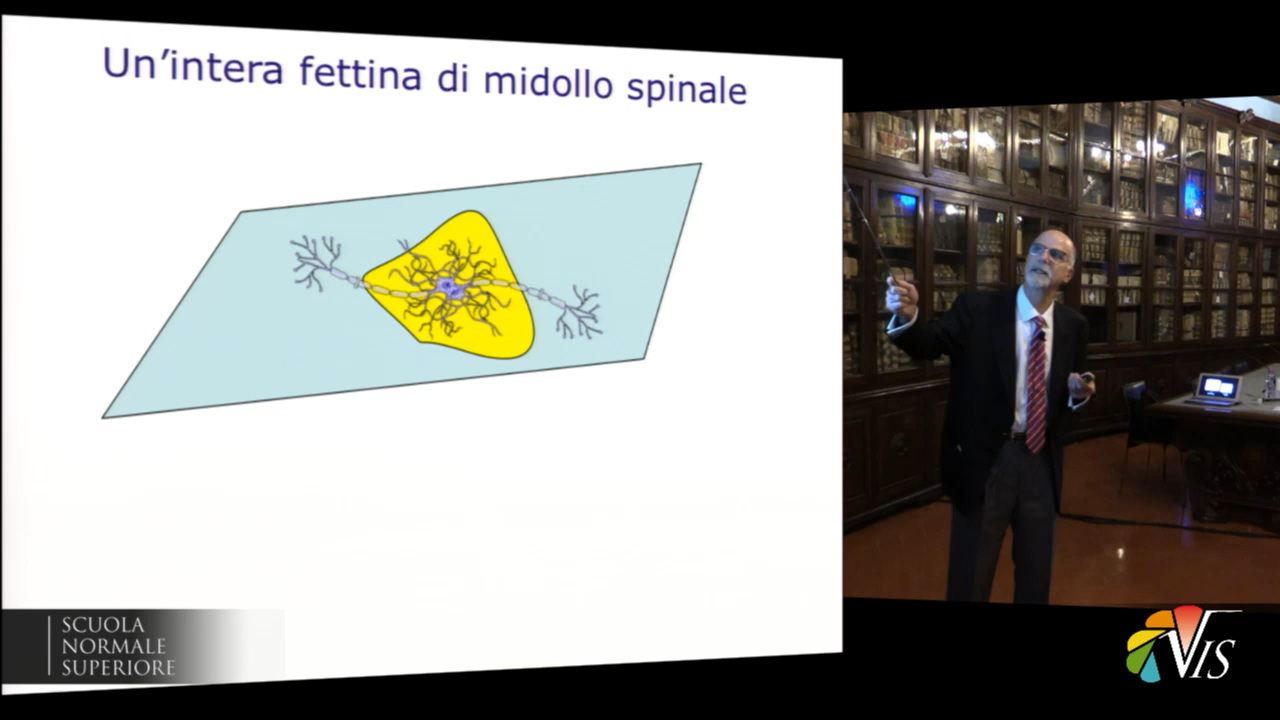 Un'intera fettina di midollo spinale
SCUOLA
NORMALE
SUPERIORE
VIS